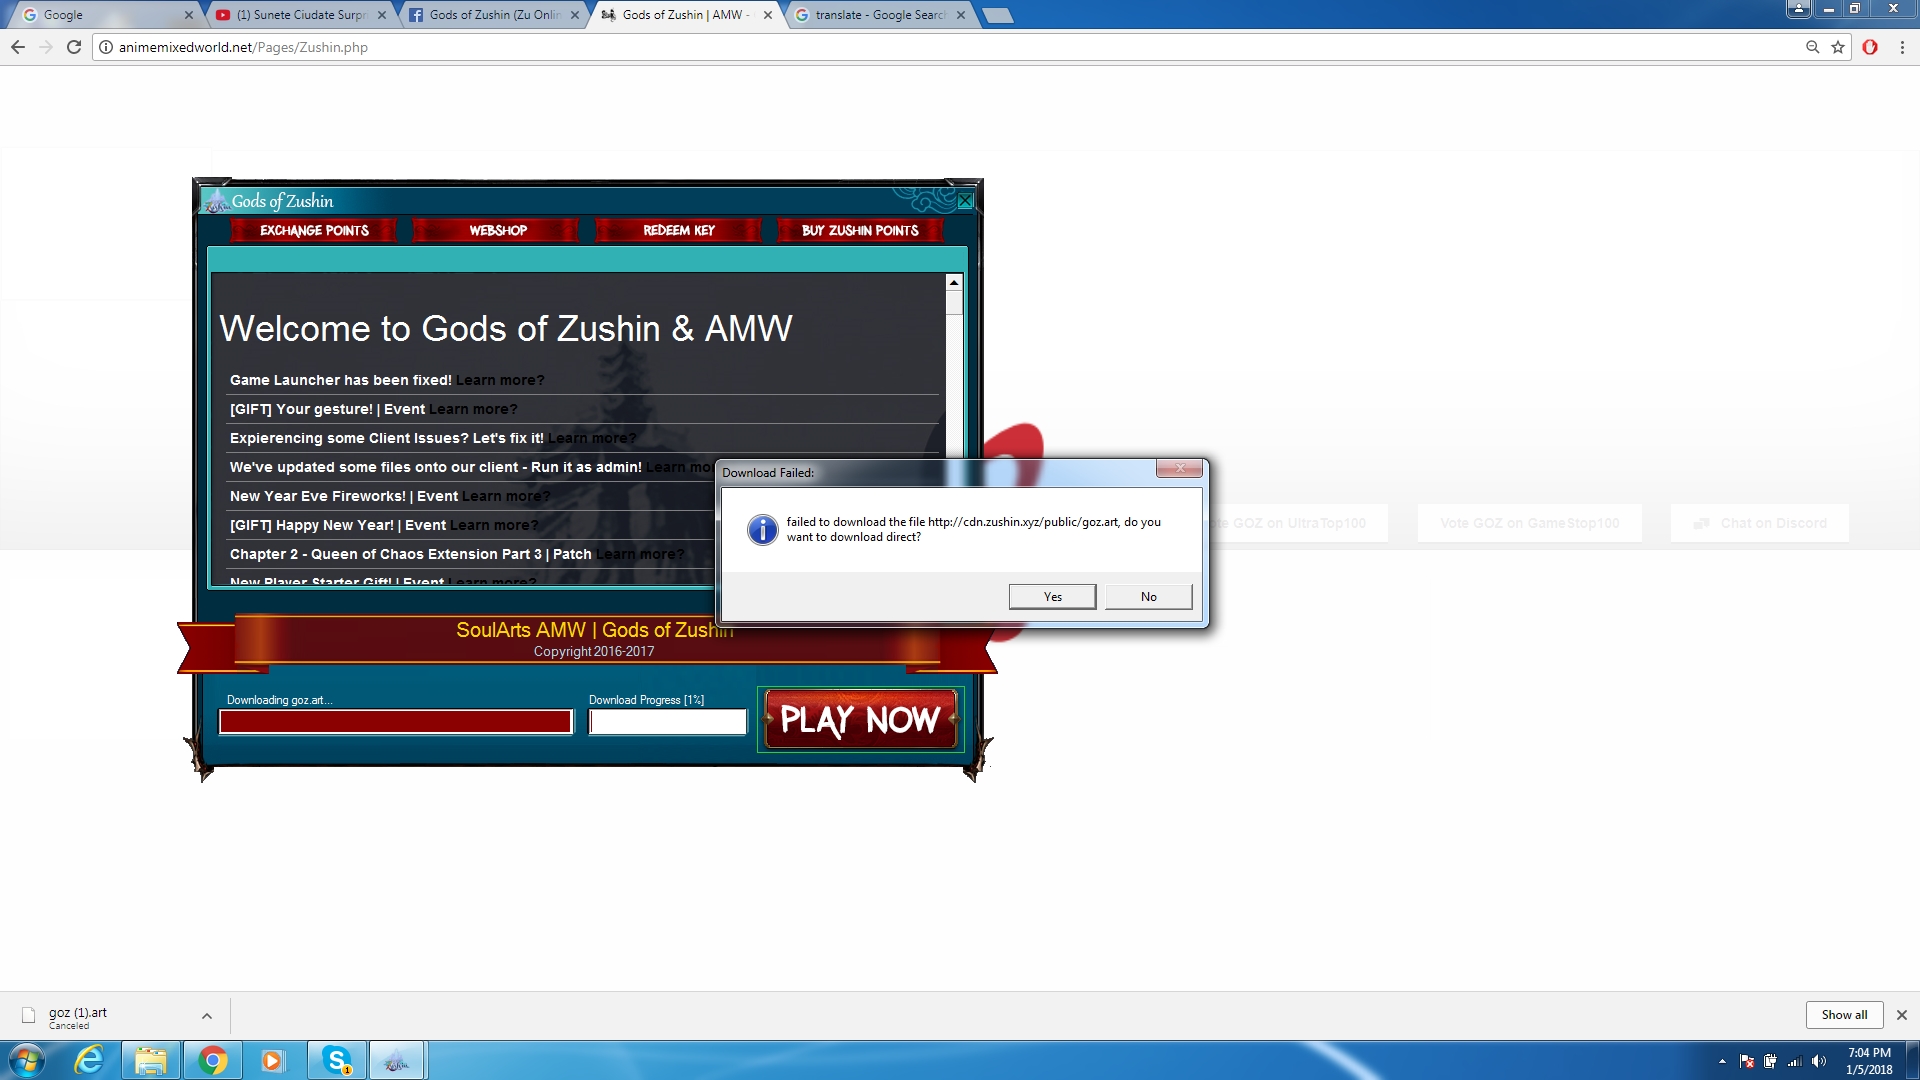 Google
(1) Sunete Ciudate Surpr
Gods of Zushin (Zu Onlin
Gods of Zushin | AMW -
translate - Google Search
animemixedworld.net/Pages/Zushin.php
Gods of Zushin
EXCHANGE POINTS
WEBSHOP
REDEEM KEY
BUY ZUSHIN POINTS
Welcome to Gods of Zushin & AMW
Game Launcher has been fixed! Learn more?
[GIFT] Your gesture! | Event Learn more?
Expierencing some Client Issues? Let's fix it! Learn more?
We've updated some files onto our client - Run it as admin! Learn mor
New Year Eve Fireworks! | Event Learn more?
[GIFT] Happy New Year! | Event Learn more?
Chapter 2 - Queen of Chaos Extension Part 3 | Patch Learn more?
New Player Starter Gift! | Event Learn more?
Download Failed:
failed to download the file http://cdn.zushin.xyz/public/goz.art, do you
want to download direct?
Yes
No
te GOZ on UltraTop100
Vote GOZ on GameStop100
Chat on Discord
SoulArts AMW | Gods of Zushin
Copyright 2016-2017
Downloading goz.art...
Download Progress [1%]
PLAY NOW
goz (1).art
Canceled
Show all
7:04 PM
1/5/2018